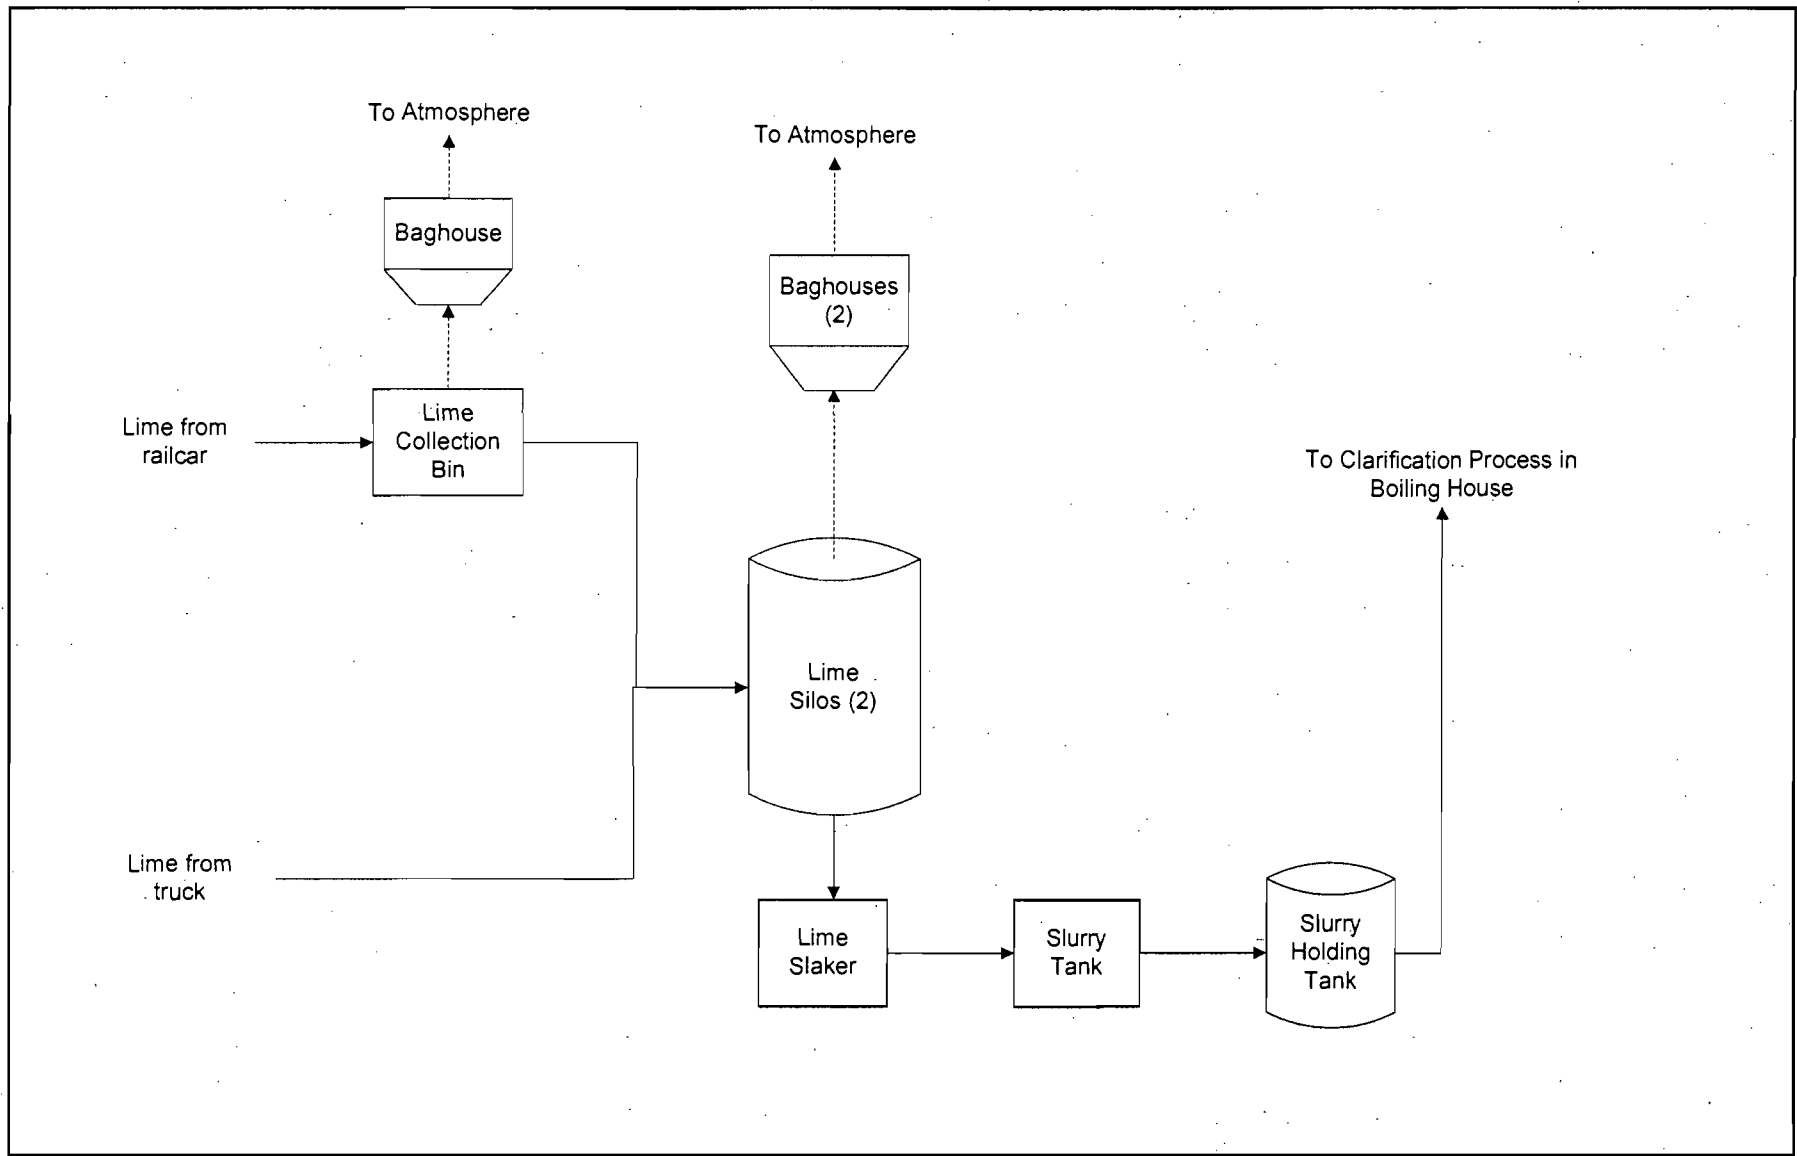 To Atmosphere
To Atmosphere
Baghouse
Baghouses
(2)
Lime
Collection
Bin
Lime from
railcar
To Clarification Process in
Boiling House
Lime
Silos (2)
Lime from
truck
Lime
Slaker
Slurry
Tank
Slurry
Holding
Tank